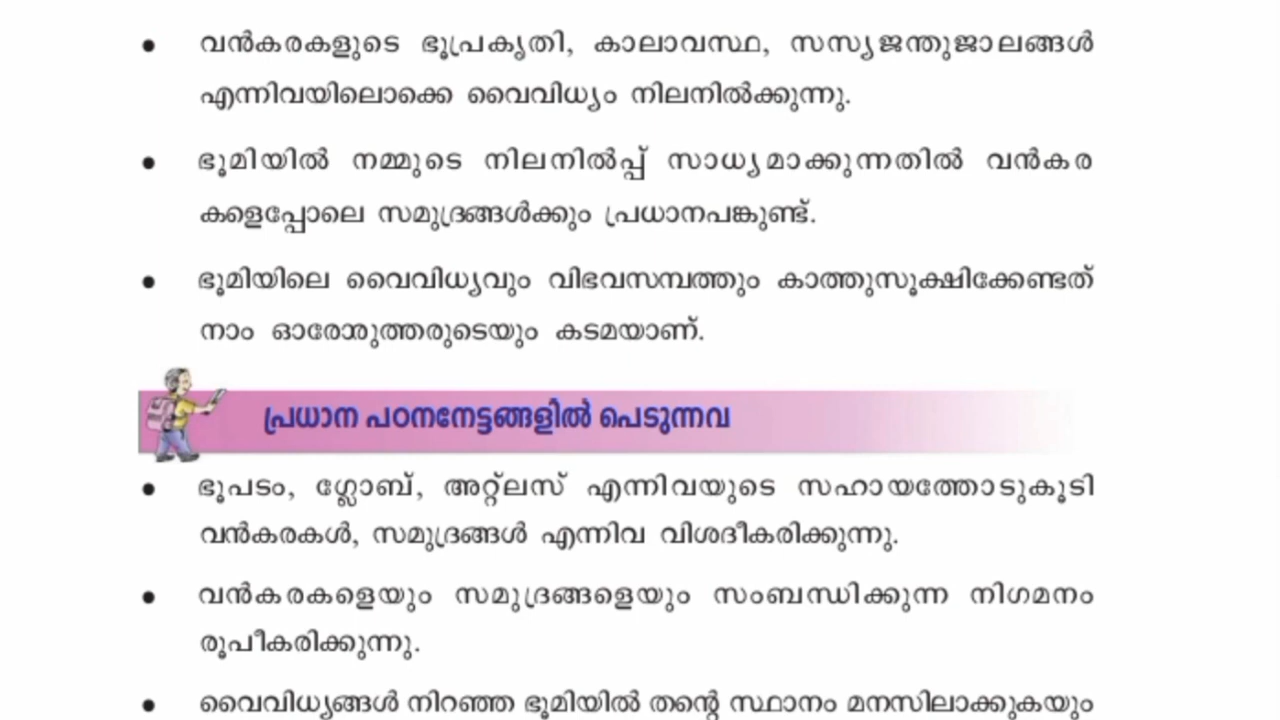 • വൻകരകളുടെ ഭൂപ്രകൃതി, കാലാവസ്ഥ, സസ്യജന്തുജാലങ്ങൾ
എന്നിവയിലൊക്കെ വൈവിധ്യം നിലനിൽക്കുന്നു.
• ഭൂമിയിൽ നമ്മുടെ നിലനിൽപ്പ് സാധ്യമാക്കുന്നതിൽ വൻകര
കളെപ്പോലെ സമുദ്രങ്ങൾക്കും പ്രധാനപങ്കുണ്ട്.
• ഭൂമിയിലെ വൈവിധ്യവും വിഭവസമ്പത്തും കാത്തുസൂക്ഷിക്കേണ്ടത്
നാം ഓരോരുത്തരുടെയും കടമയാണ്.
പ്രധാന പഠനനേട്ടങ്ങളിൽ പെടുന്നവ
• ഭൂപടം, ഗ്ലോബ്, അറ്റ്‌ലസ് എന്നിവയുടെ സഹായത്തോടുകൂടി
വൻകരകൾ, സമുദ്രങ്ങൾ എന്നിവ വിശദീകരിക്കുന്നു.
• വൻകരകളെയും സമുദ്രങ്ങളെയും സംബന്ധിക്കുന്ന നിഗമനം
രൂപീകരിക്കുന്നു.
• വൈവിധ്യങ്ങൾ നിറഞ്ഞ ഭൂമിയിൽ തന്റെ സ്ഥാനം മനസിലാക്കുകയും